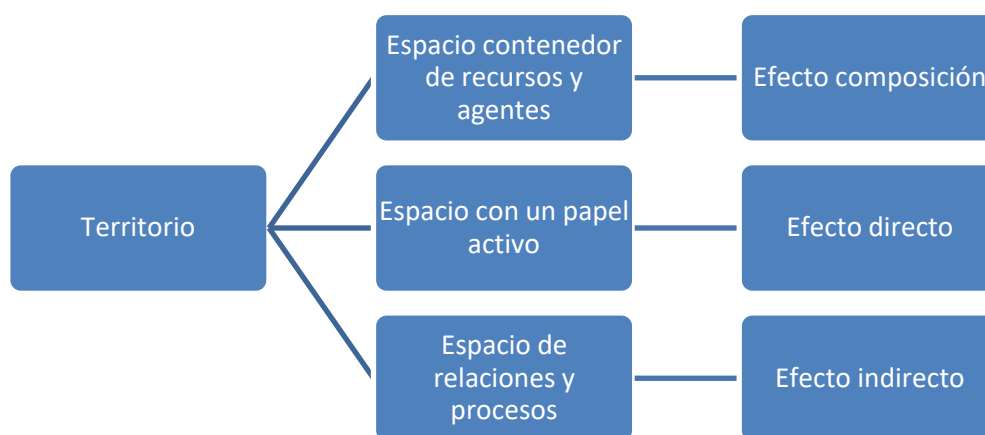 Espacio contenedor
de recursos y
agentes
Efecto composición
Territorio
Espacio con un papel
activo
Efecto directo
Espacio de
relaciones y
procesos
Efecto indirecto